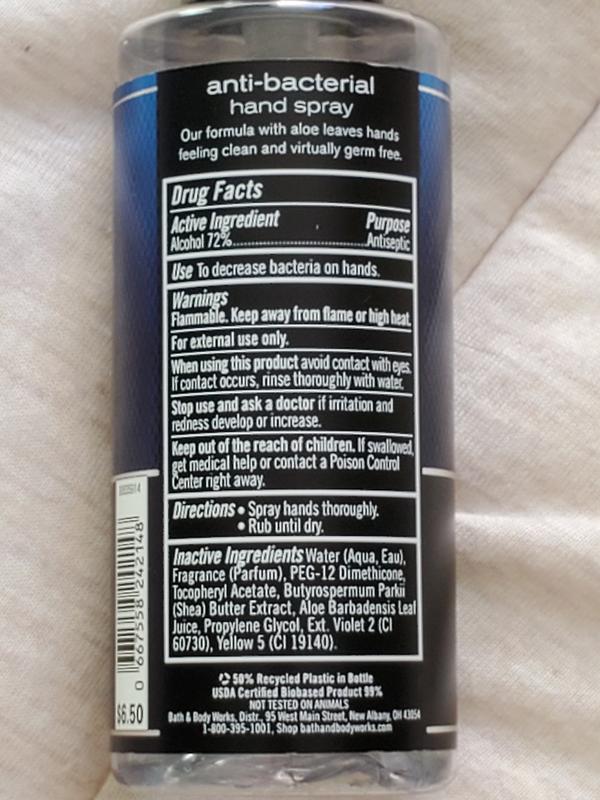 anti-bacterial
hand spray
Our formula with aloe leaves hands
feeling clean and virtually germ free.
Drug Facts
Active Ingredient Purpose
Alcohol 72%........................................Antiseptic
Use To decrease bacteria on hands.
Warnings
Flammable. Keep away from flame or high heat.
For external use only.
When using this product avoid contact with eyes.
If contact occurs, rinse thoroughly with water.
Stop use and ask a doctor if irritation and
redness develop or increase.
Keep out of the reach of children. If swallowed,
get medical help or contact a Poison Control
Center right away.
Directions • Spray hands thoroughly.
• Rub until dry.
Inactive Ingredients Water (Aqua, Eau),
Fragrance (Parfum), PEG-12 Dimethicone,
Tocopheryl Acetate, Butyrospermum Parkii
(Shea) Butter Extract, Aloe Barbadensis Leaf
Juice, Propylene Glycol, Ext. Violet 2 (CI
60730), Yellow 5 (CI 19140).
50% Recycled Plastic in Bottle
USDA Certified Biobased Product 99%
NOT TESTED ON ANIMALS
Bath & Body Works, Distr., 95 West Main Street, New Albany, OH 43054
1-800-395-1001, Shop bathandbodyworks.com
0 667558 242148
$6.50